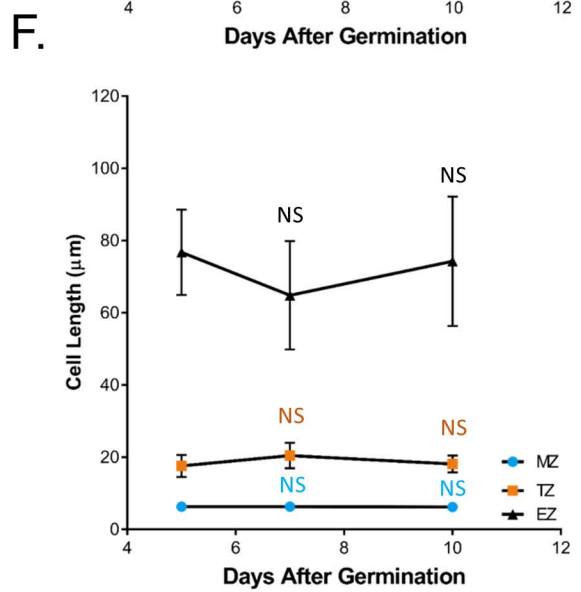 4 6 8 10 12
Days After Germination
F.
120
100
NS
NS
80
Cell Length (μm)
60
40
NS
NS
20
NS
NS
MZ
TZ
EZ
0
4 6 8 10 12
Days After Germination